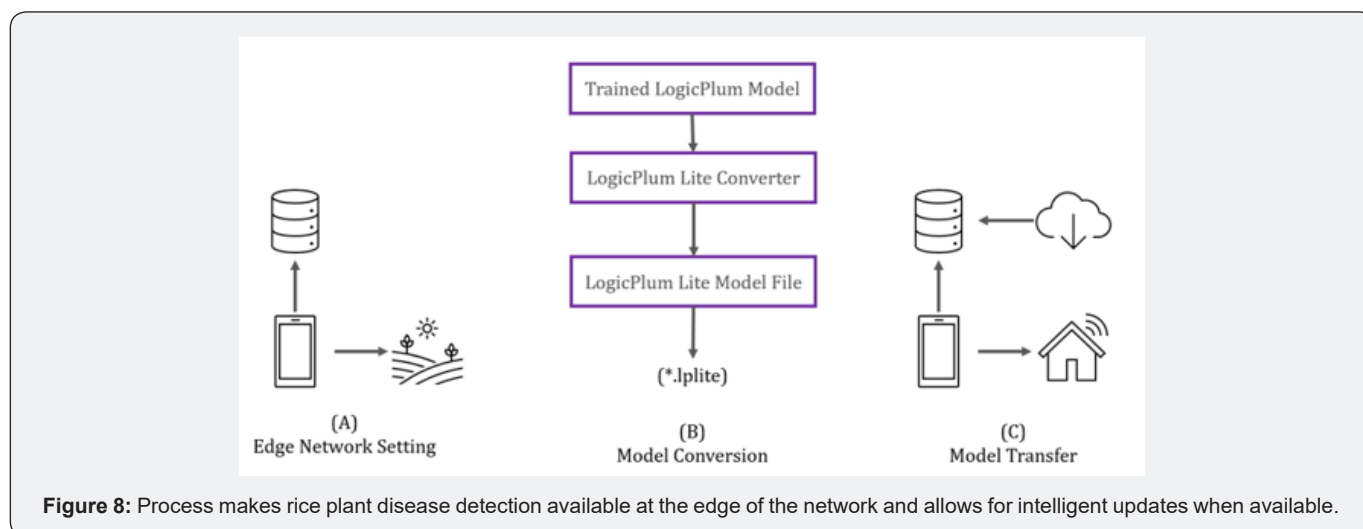 Trained LogicPlum Model
LogicPlum Lite Converter
LogicPlum Lite Model File
(*.lplite)
(A)
Edge Network Setting
(B)
Model Conversion
(C)
Model Transfer
Figure 8: Process makes rice plant disease detection available at the edge of the network and allows for intelligent updates when available.